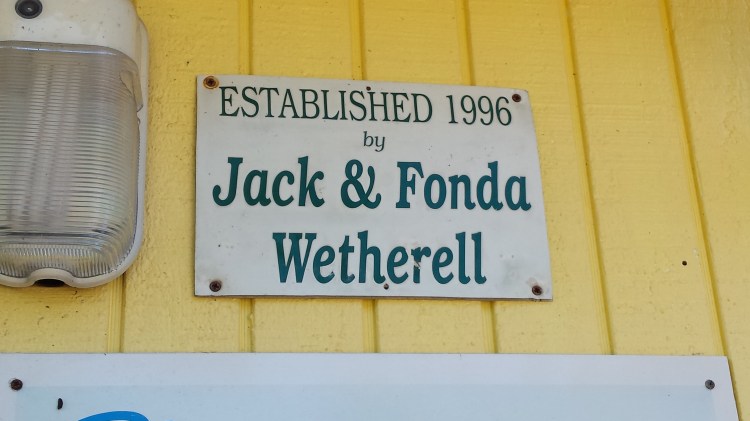 ESTABLISHED 1996
by
Jack & Fonda
Wetherell